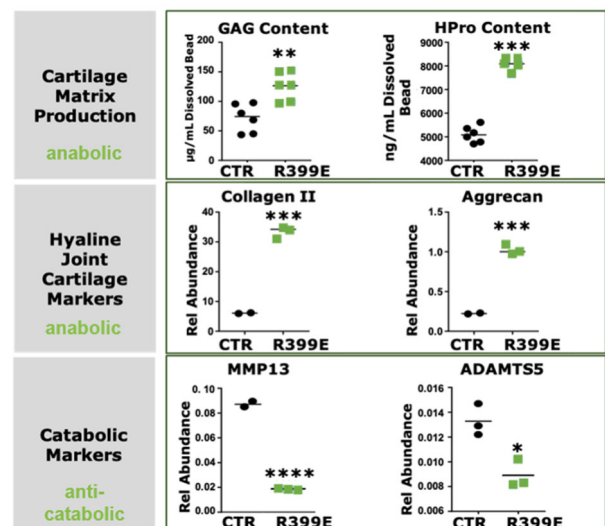 Cartilage
Matrix
Production
anabolic
GAG Content
µg/mL Dissolved Bead
150
100
50
0
**
CTR R399E
HPro Content
ng/mL Dissolved
Bead
9000
8000
7000
6000
5000
4000
***
CTR R399E
Hyaline
Joint
Cartilage
Markers
anabolic
Collagen II
Rel Abundance
40
30
20
10
0
***
CTR R399E
Aggrecan
Rel Abundance
1.5
1.0
0.5
0.0
***
CTR R399E
Catabolic
Markers
anti-
catabolic
MMP13
Rel Abundance
0. 10
0.08
0.06
0.04
0.02
0.00
****
CTR R399E
ADAMTS5
Rel Abundance
0.016
0.014
0.012
0.010
0.008
0.006
*
CTR R399E